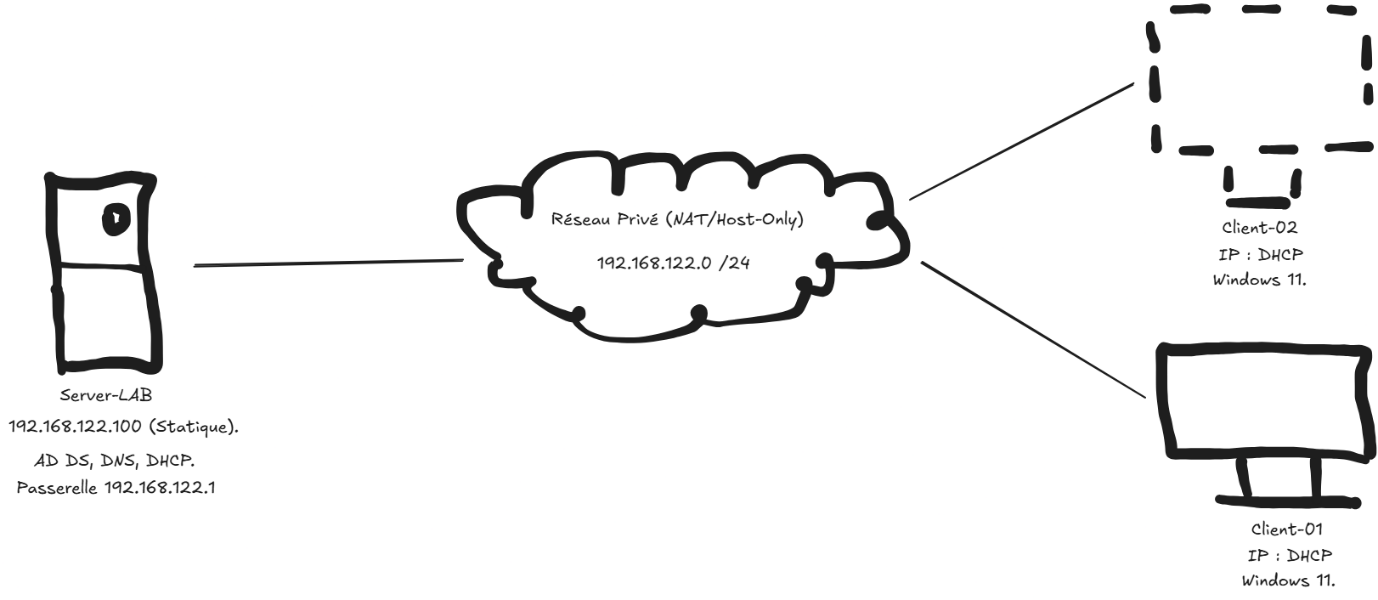 Réseau Privé (NAT/Host-Only)
192.168.122.0 /24
Server-LAB
192.168.122.100 (Statique).
AD DS, DNS, DHCP.
Passerelle 192.168.122.1
Client-02
IP : DHCP
Windows 11.
Client-01
IP : DHCP
Windows 11.